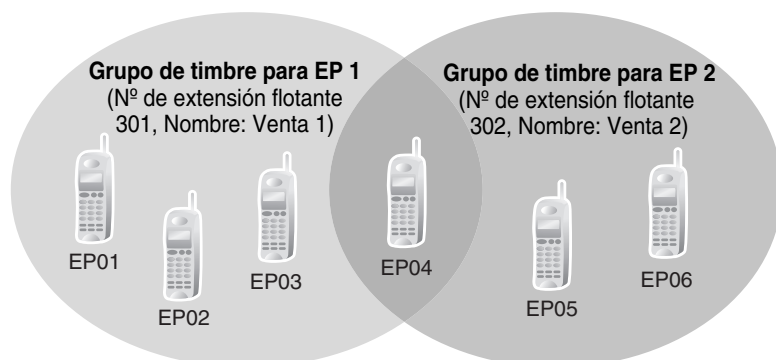 Grupo de timbre para EP 1
(Nº de extensión flotante
301, Nombre: Venta 1)
Grupo de timbre para EP 2
(Nº de extensión flotante
302, Nombre: Venta 2)
EP01
EP02
EP03
EP04
EP05
EP06